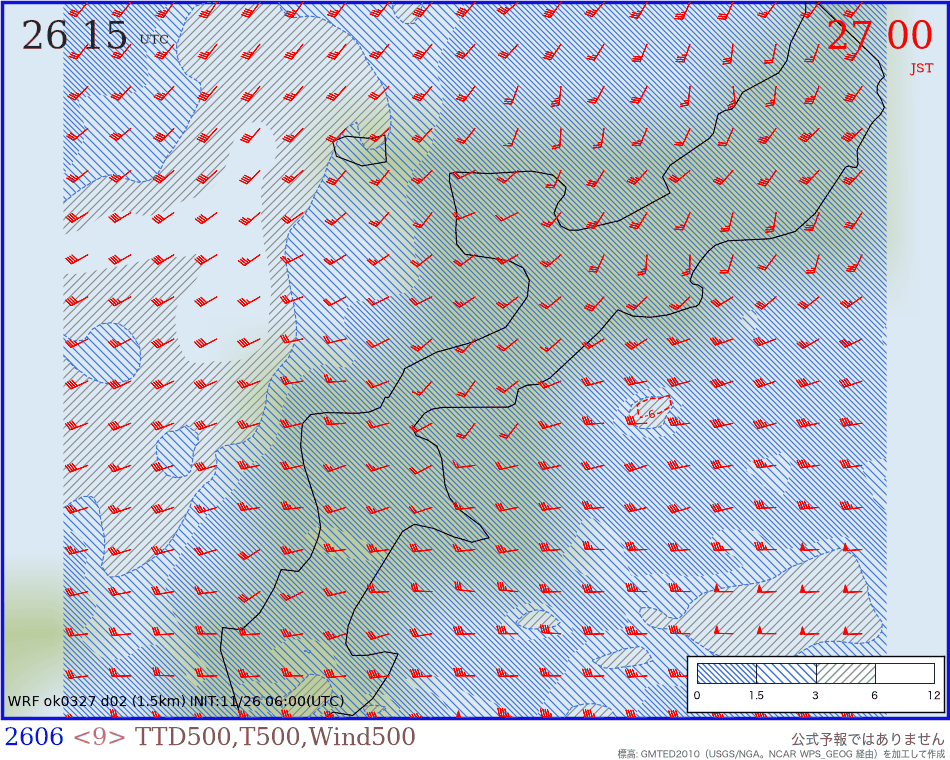 26 15 UTC
27 00
JST
-6
WRF ok0327 d02 (1.5km) INIT:11/26 06:00(UTC)
0 1.5 3 6 12
2606 <9> TTD500,T500,Wind500
公式予報ではありません
標高: GMTED2010（USGS/NGA。NCAR WPS_GEOG 経由）を加工して作成